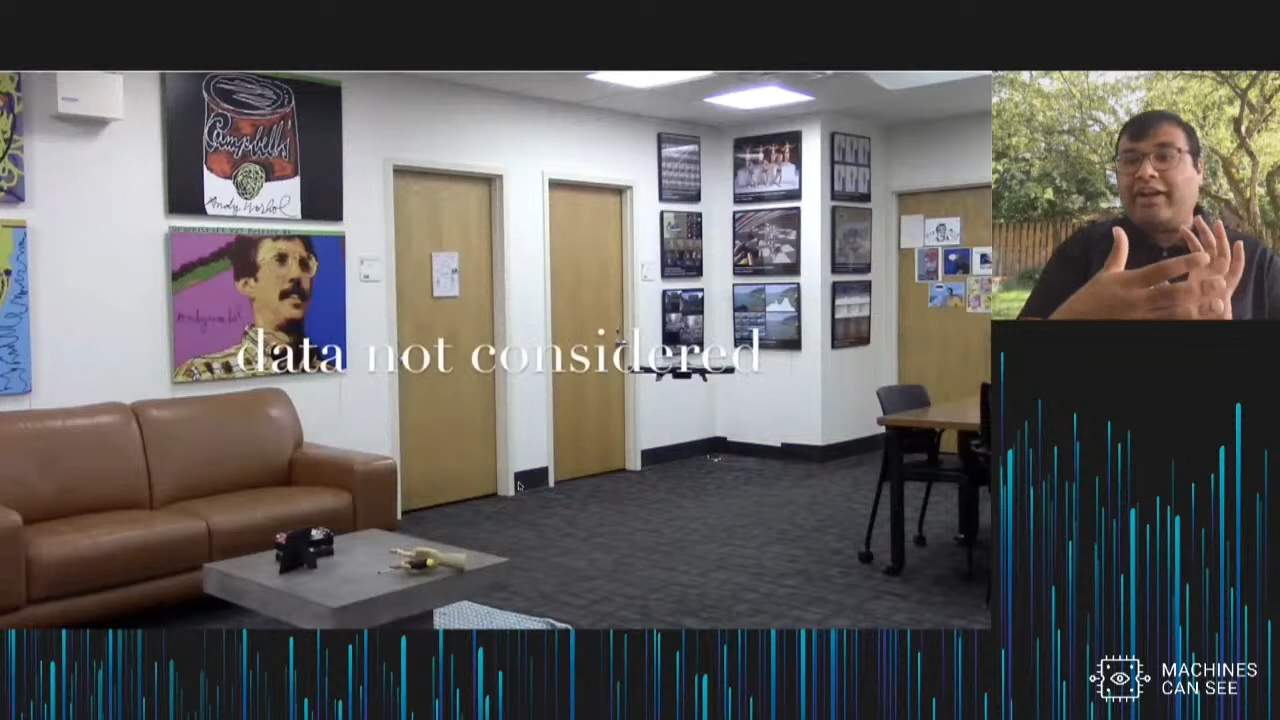 Campbell's
Andy Warhol
data not considered
MACHINES
CAN SEE